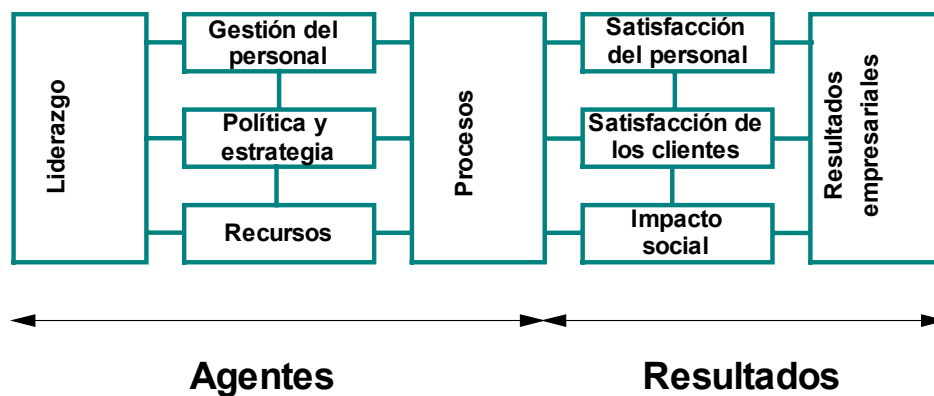 Liderazgo
Gestión del
personal
Política y
estrategia
Recursos
Procesos
Satisfacción
del personal
Satisfacción de
los clientes
Impacto
social
Resultados
empresariales
Agentes
Resultados